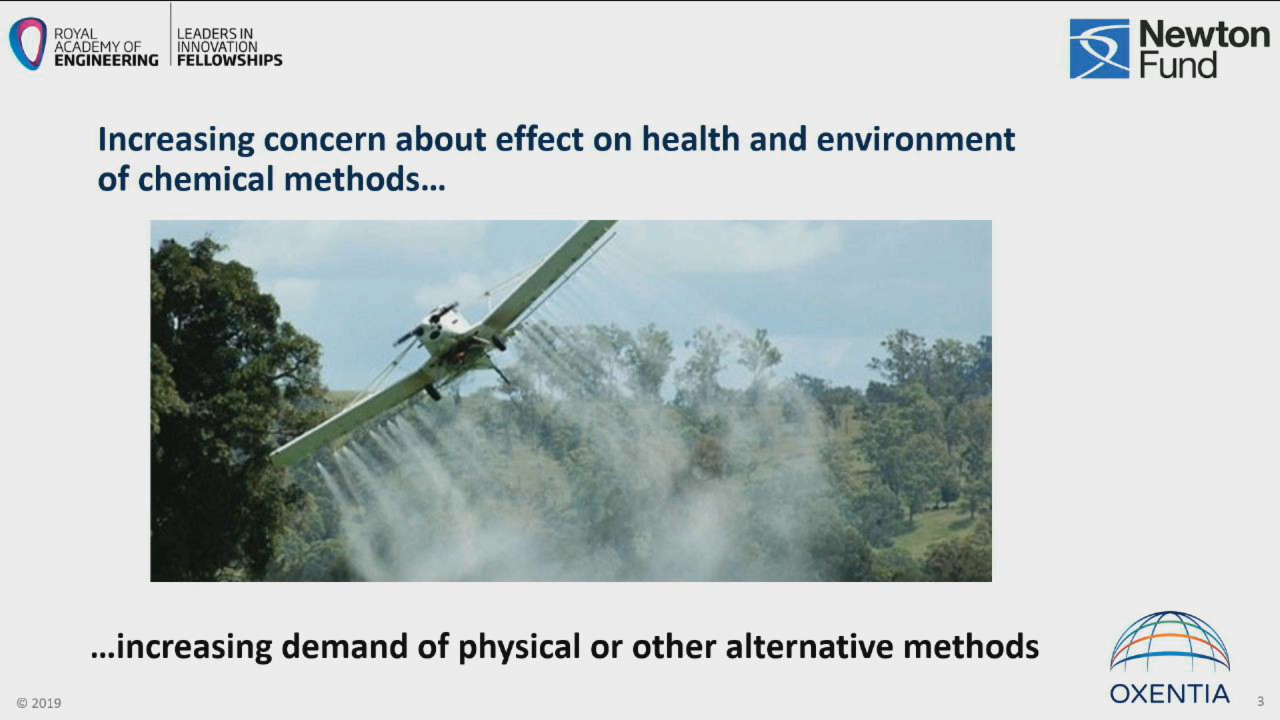 ROYAL
ACADEMY OF
ENGINEERING
LEADERS IN
INNOVATION
FELLOWSHIPS
Newton
Fund
Increasing concern about effect on health and environment
of chemical methods…
…increasing demand of physical or other alternative methods
OXENTIA
© 2019
3